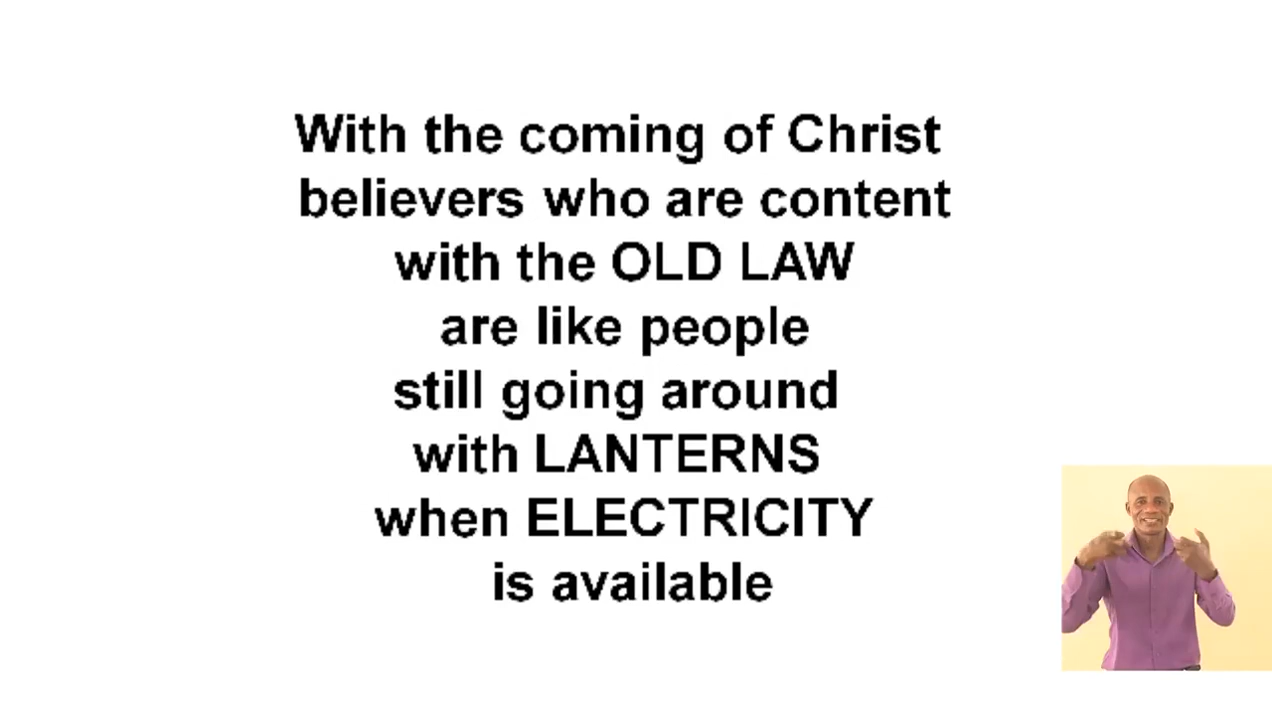 With the coming of Christ
believers who are content
with the OLD LAW
are like people
still going around
with LANTERNS
when ELECTRICITY
is available